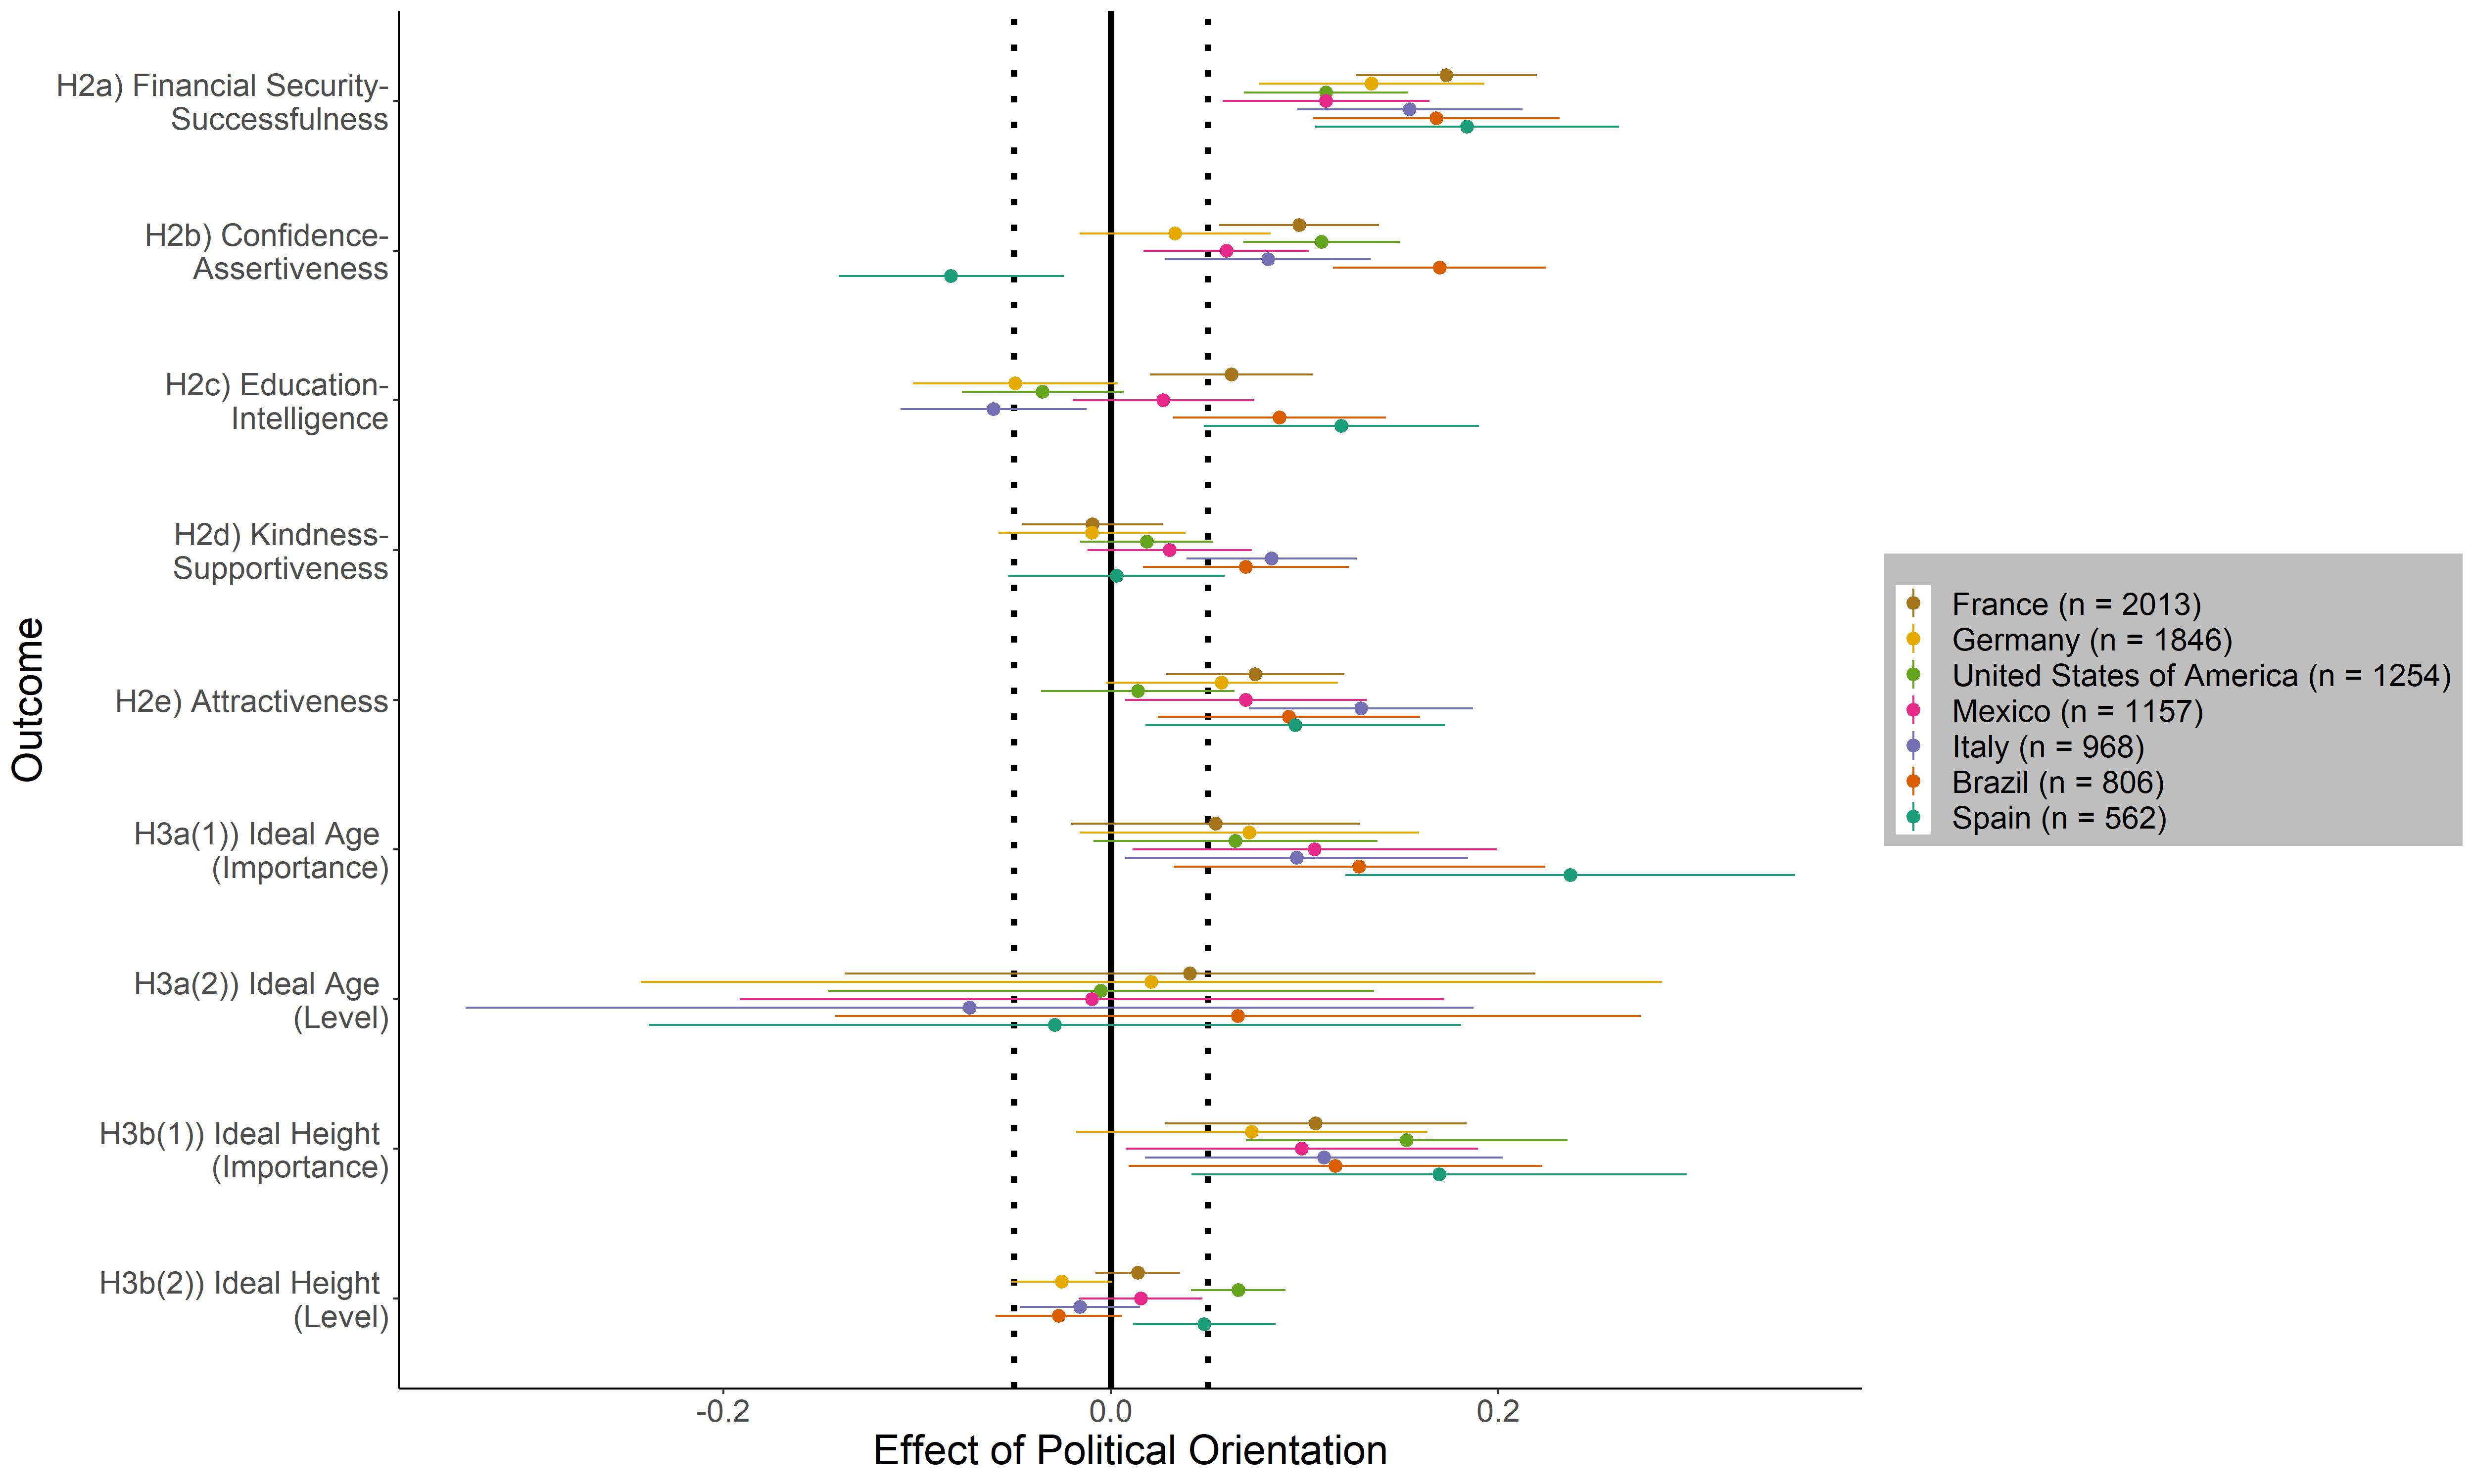 H2a) Financial Security-
Successfulness
H2b) Confidence-
Assertiveness
H2c) Education-
Intelligence
H2d) Kindness-
Supportiveness
H2e) Attractiveness
H3a(1)) Ideal Age
(Importance)
H3a(2)) Ideal Age
(Level)
H3b(1)) Ideal Height
(Importance)
H3b(2)) Ideal Height
(Level)
Outcome
-0.2 0.0 0.2
Effect of Political Orientation
France (n = 2013)
Germany (n = 1846)
United States of America (n = 1254)
Mexico (n = 1157)
Italy (n = 968)
Brazil (n = 806)
Spain (n = 562)